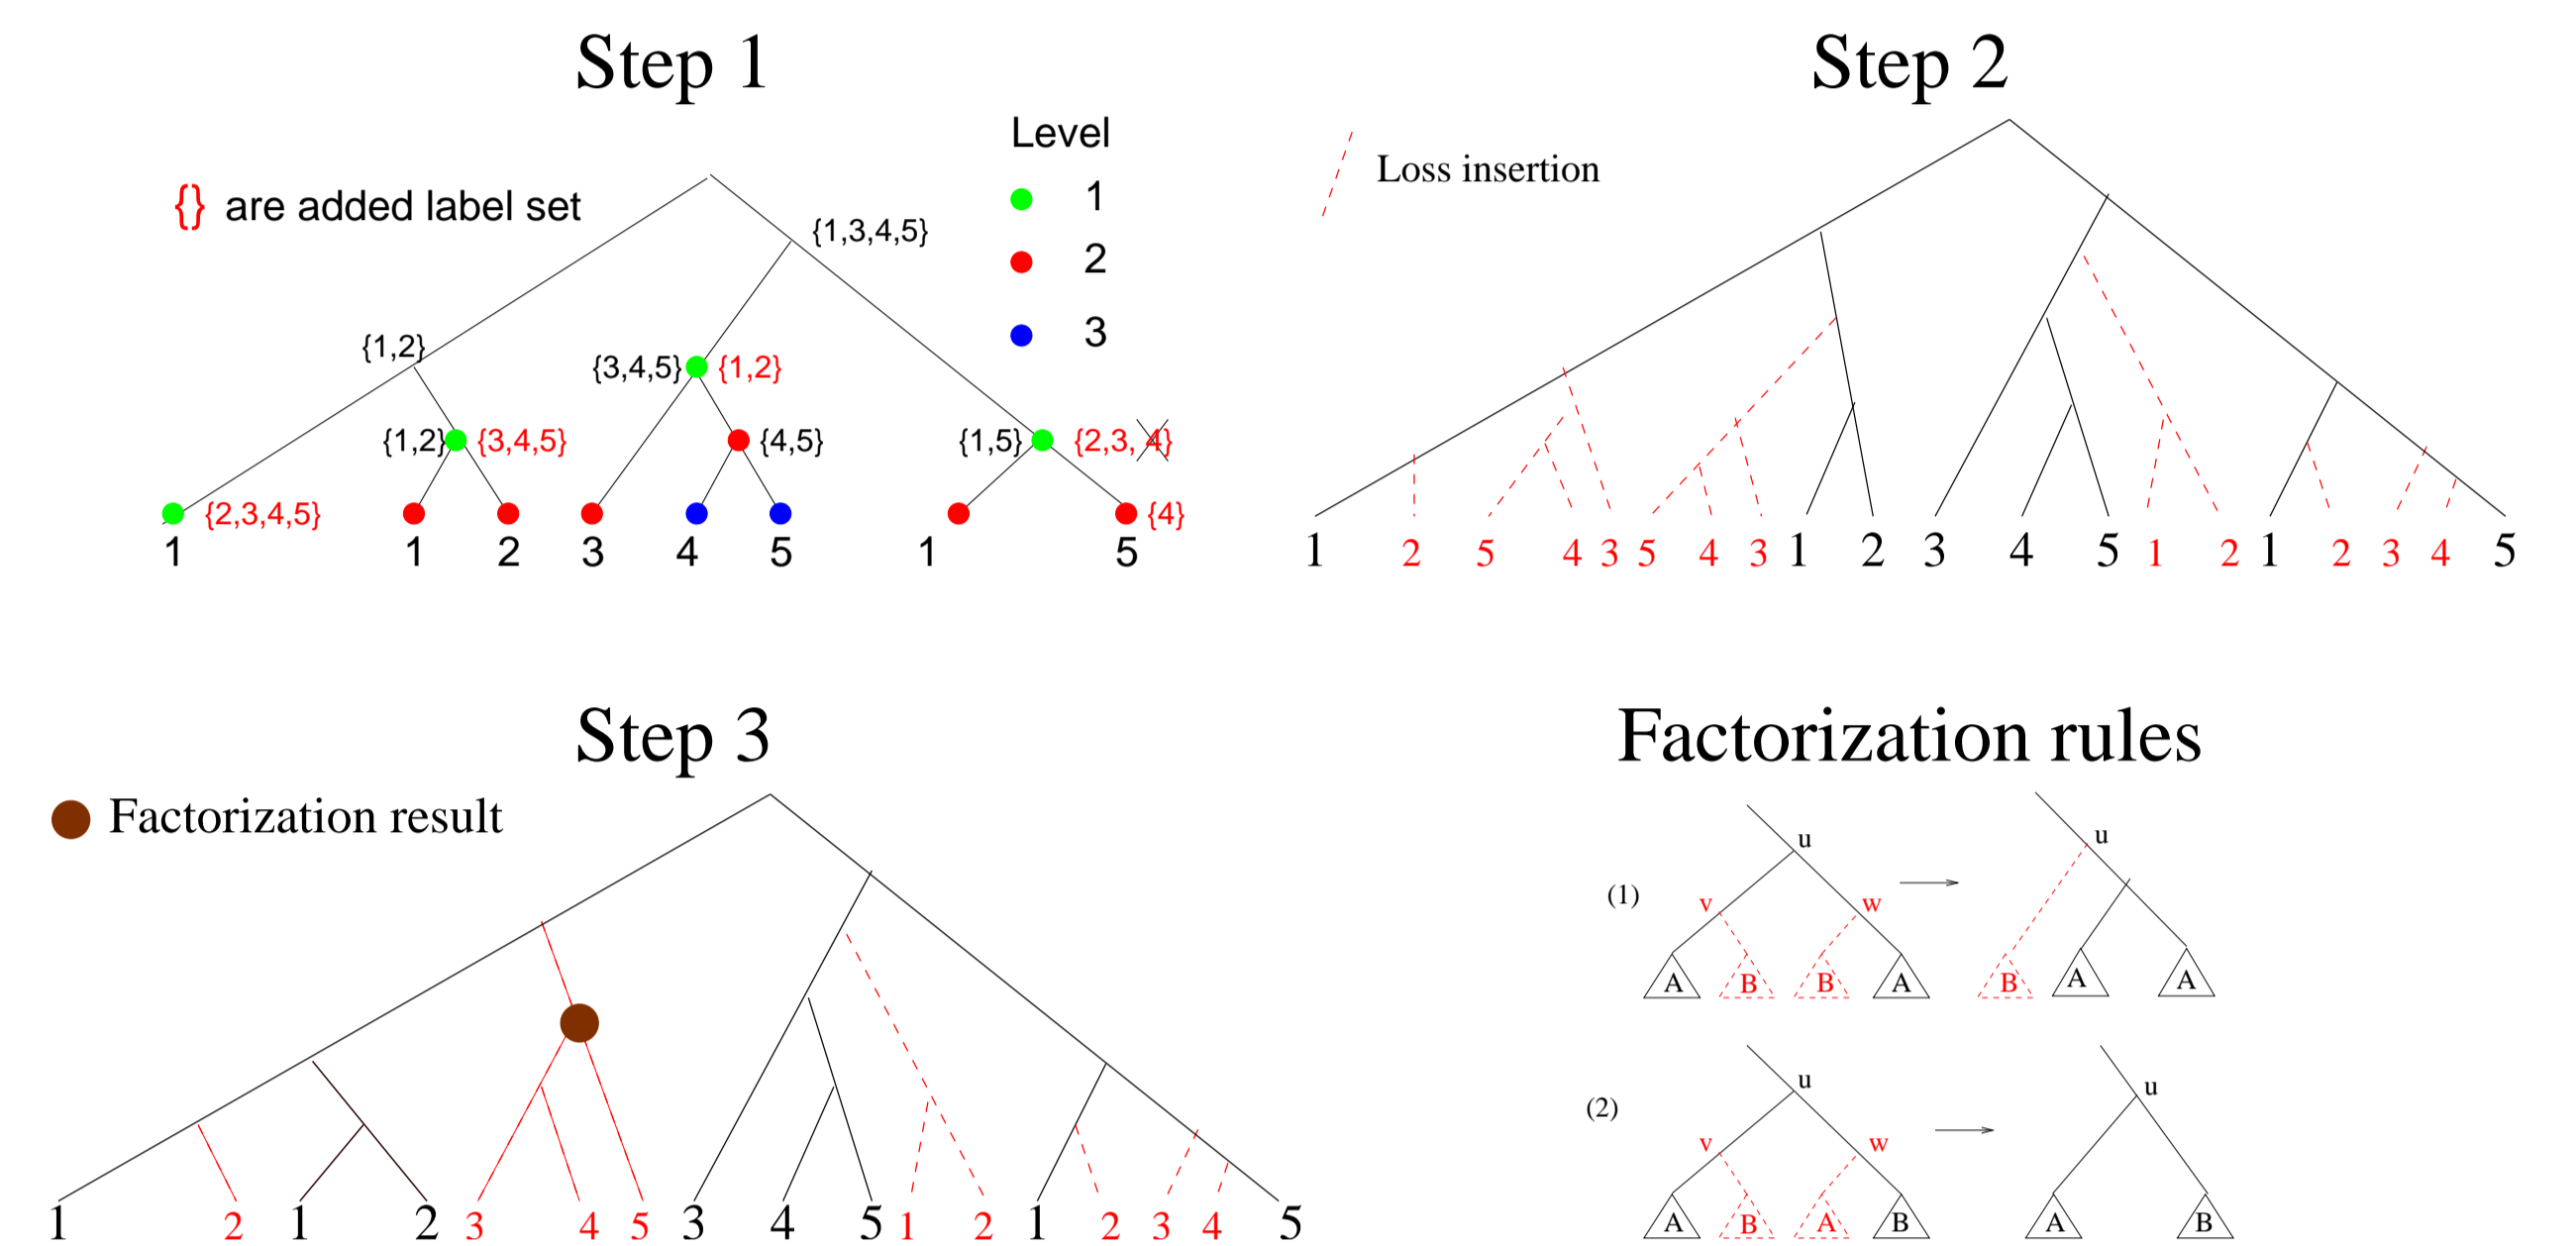 Step 1
Step 2
Level
1
2
3
{} are added label set
{1,3,4,5}
{1,2}
{3,4,5} {1,2}
{1,2} {3,4,5}
{4,5}
{1,5} {2,3, 4}
{2,3,4,5}
{4}
1 1 2 3 4 5 1 5
Loss insertion
1 2 5 4 3 5 4 3 1 2 3 4 5 1 2 1 2 3 4 5
Step 3
Factorization result
1 2 1 2 3 4 5 3 4 5 1 2 1 2 3 4 5
Factorization rules
(1)
u
v w
A B B A
u
B A A
(2)
u
v w
A B A B
u
A B